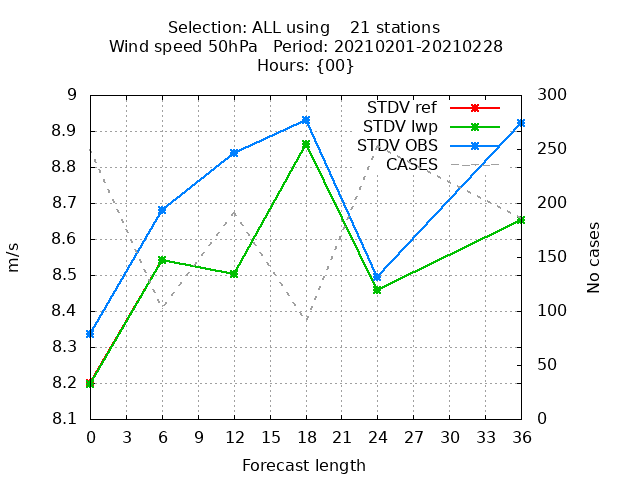 Selection: ALL using    21 stations
Wind speed 50hPa   Period: 20210201-20210228
Hours: {00}
9 300
STDV ref
8.9
STDV lwp
STDV OBS
250
8.8
CASES
8.7 200
8.6
m/s
No cases
150
8.5
8.4 100
8.3
50
8.2
8.1 0
0 3 6 9 12 15 18 21 24 27 30 33 36
Forecast length